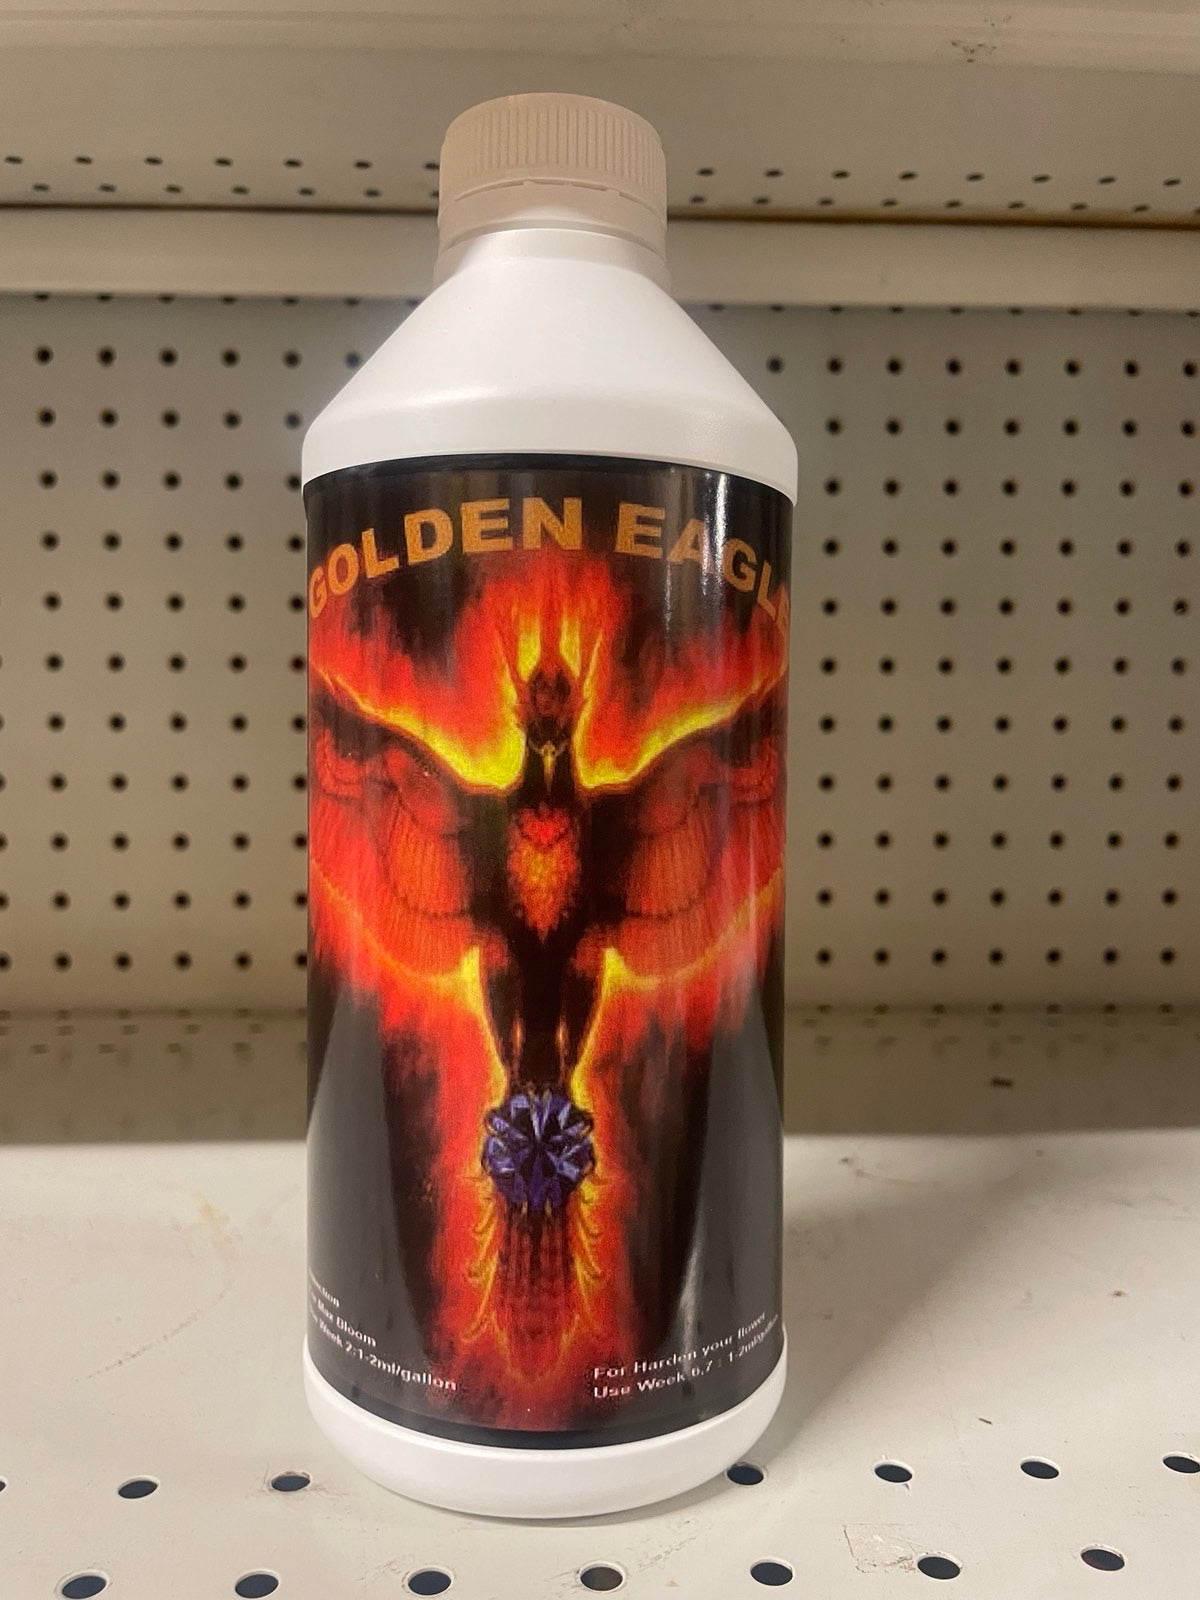 GOLDEN EAGLE
Max Bloom
Week 2:1-2ml/gallon
For Harden your flower
Use Week 6,7 : 1-2ml/gallon